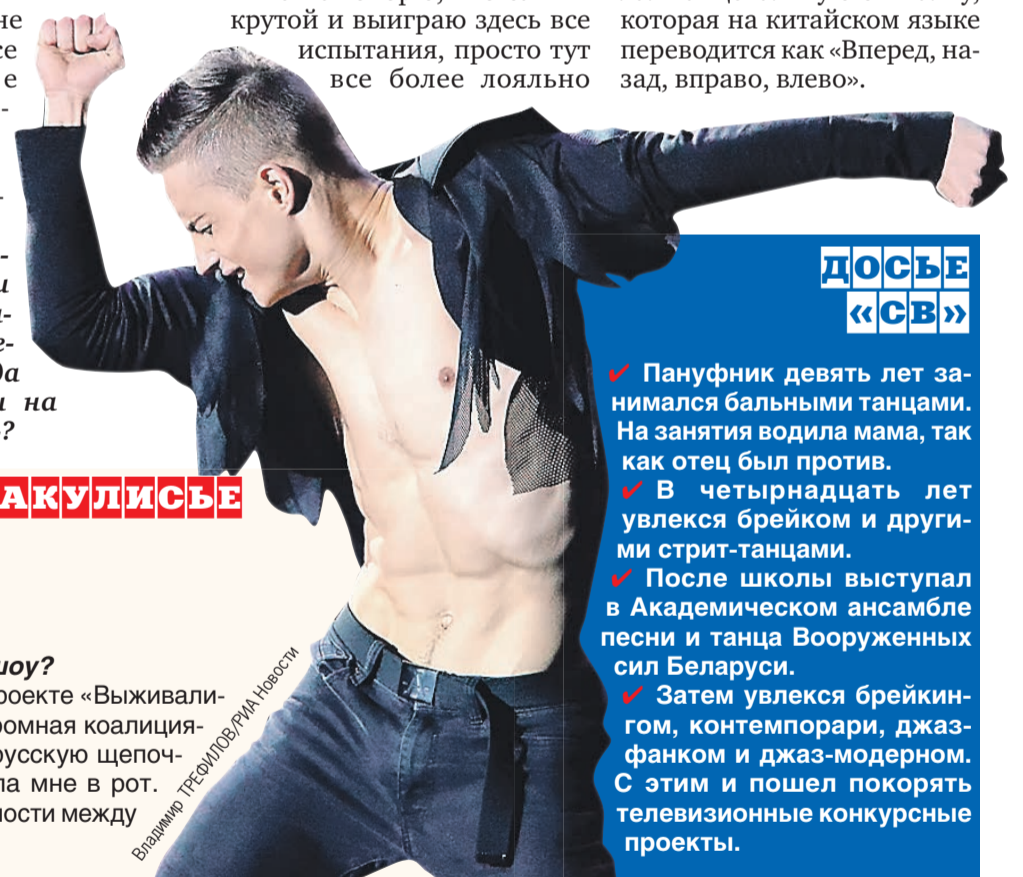 не
е
крутой и выиграю здесь все
испытания, просто тут
все более лояльно
которая на китайском языке
переводится как «Вперед, на-
зад, вправо, влево».
е-
да
на
?
АКУЛИСЬЕ
шоу?
роекте «Выживали-
ромная коалиция-
русскую щепоч-
ла мне в рот.
ности между
Владимир ТРЕФИЛОВ/РИА Новости
ДОСЬЕ
«СВ»
✔ Пануфник девять лет за-
нимался бальными танцами.
На занятия водила мама, так
как отец был против.
✔ В четырнадцать лет
увлекся брейком и други-
ми стрит-танцами.
✔ После школы выступал
в Академическом ансамбле
песни и танца Вооруженных
сил Беларуси.
✔ Затем увлекся брейкин-
гом, контемпорари, джаз-
фанком и джаз-модерном.
С этим и пошел покорять
телевизионные конкурсные
проекты.